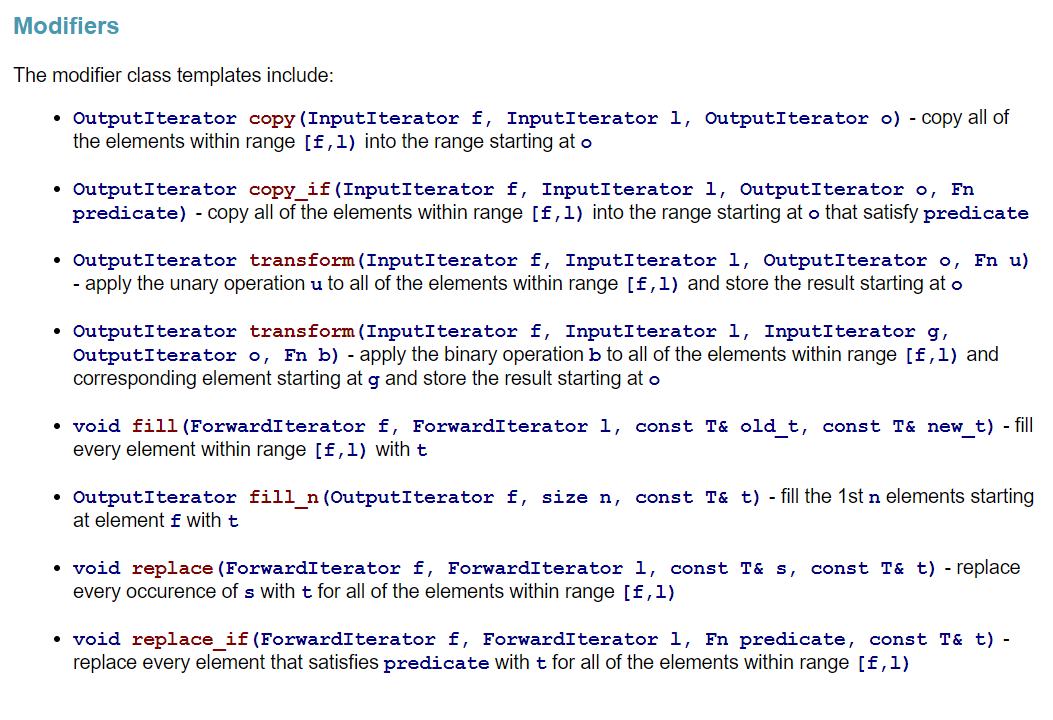 Modifiers
The modifier class templates include:
• OutputIterator copy(InputIterator f, InputIterator l, OutputIterator o) - copy all of
the elements within range [f,l) into the range starting at o
• OutputIterator copy_if(InputIterator f, InputIterator l, OutputIterator o, Fn
predicate) - copy all of the elements within range [f,l) into the range starting at o that satisfy predicate
• OutputIterator transform(InputIterator f, InputIterator l, OutputIterator o, Fn u)
- apply the unary operation u to all of the elements within range [f,l) and store the result starting at o
• OutputIterator transform(InputIterator f, InputIterator l, InputIterator g,
OutputIterator o, Fn b) - apply the binary operation b to all of the elements within range [f,l) and
corresponding element starting at g and store the result starting at o
• void fill(ForwardIterator f, ForwardIterator l, const T& old_t, const T& new_t) - fill
every element within range [f,l) with t
• OutputIterator fill_n(OutputIterator f, size n, const T& t) - fill the 1st n elements starting
at element f with t
• void replace(ForwardIterator f, ForwardIterator l, const T& s, const T& t) - replace
every occurence of s with t for all of the elements within range [f,l)
• void replace_if(ForwardIterator f, ForwardIterator l, Fn predicate, const T& t) -
replace every element that satisfies predicate with t for all of the elements within range [f,l)